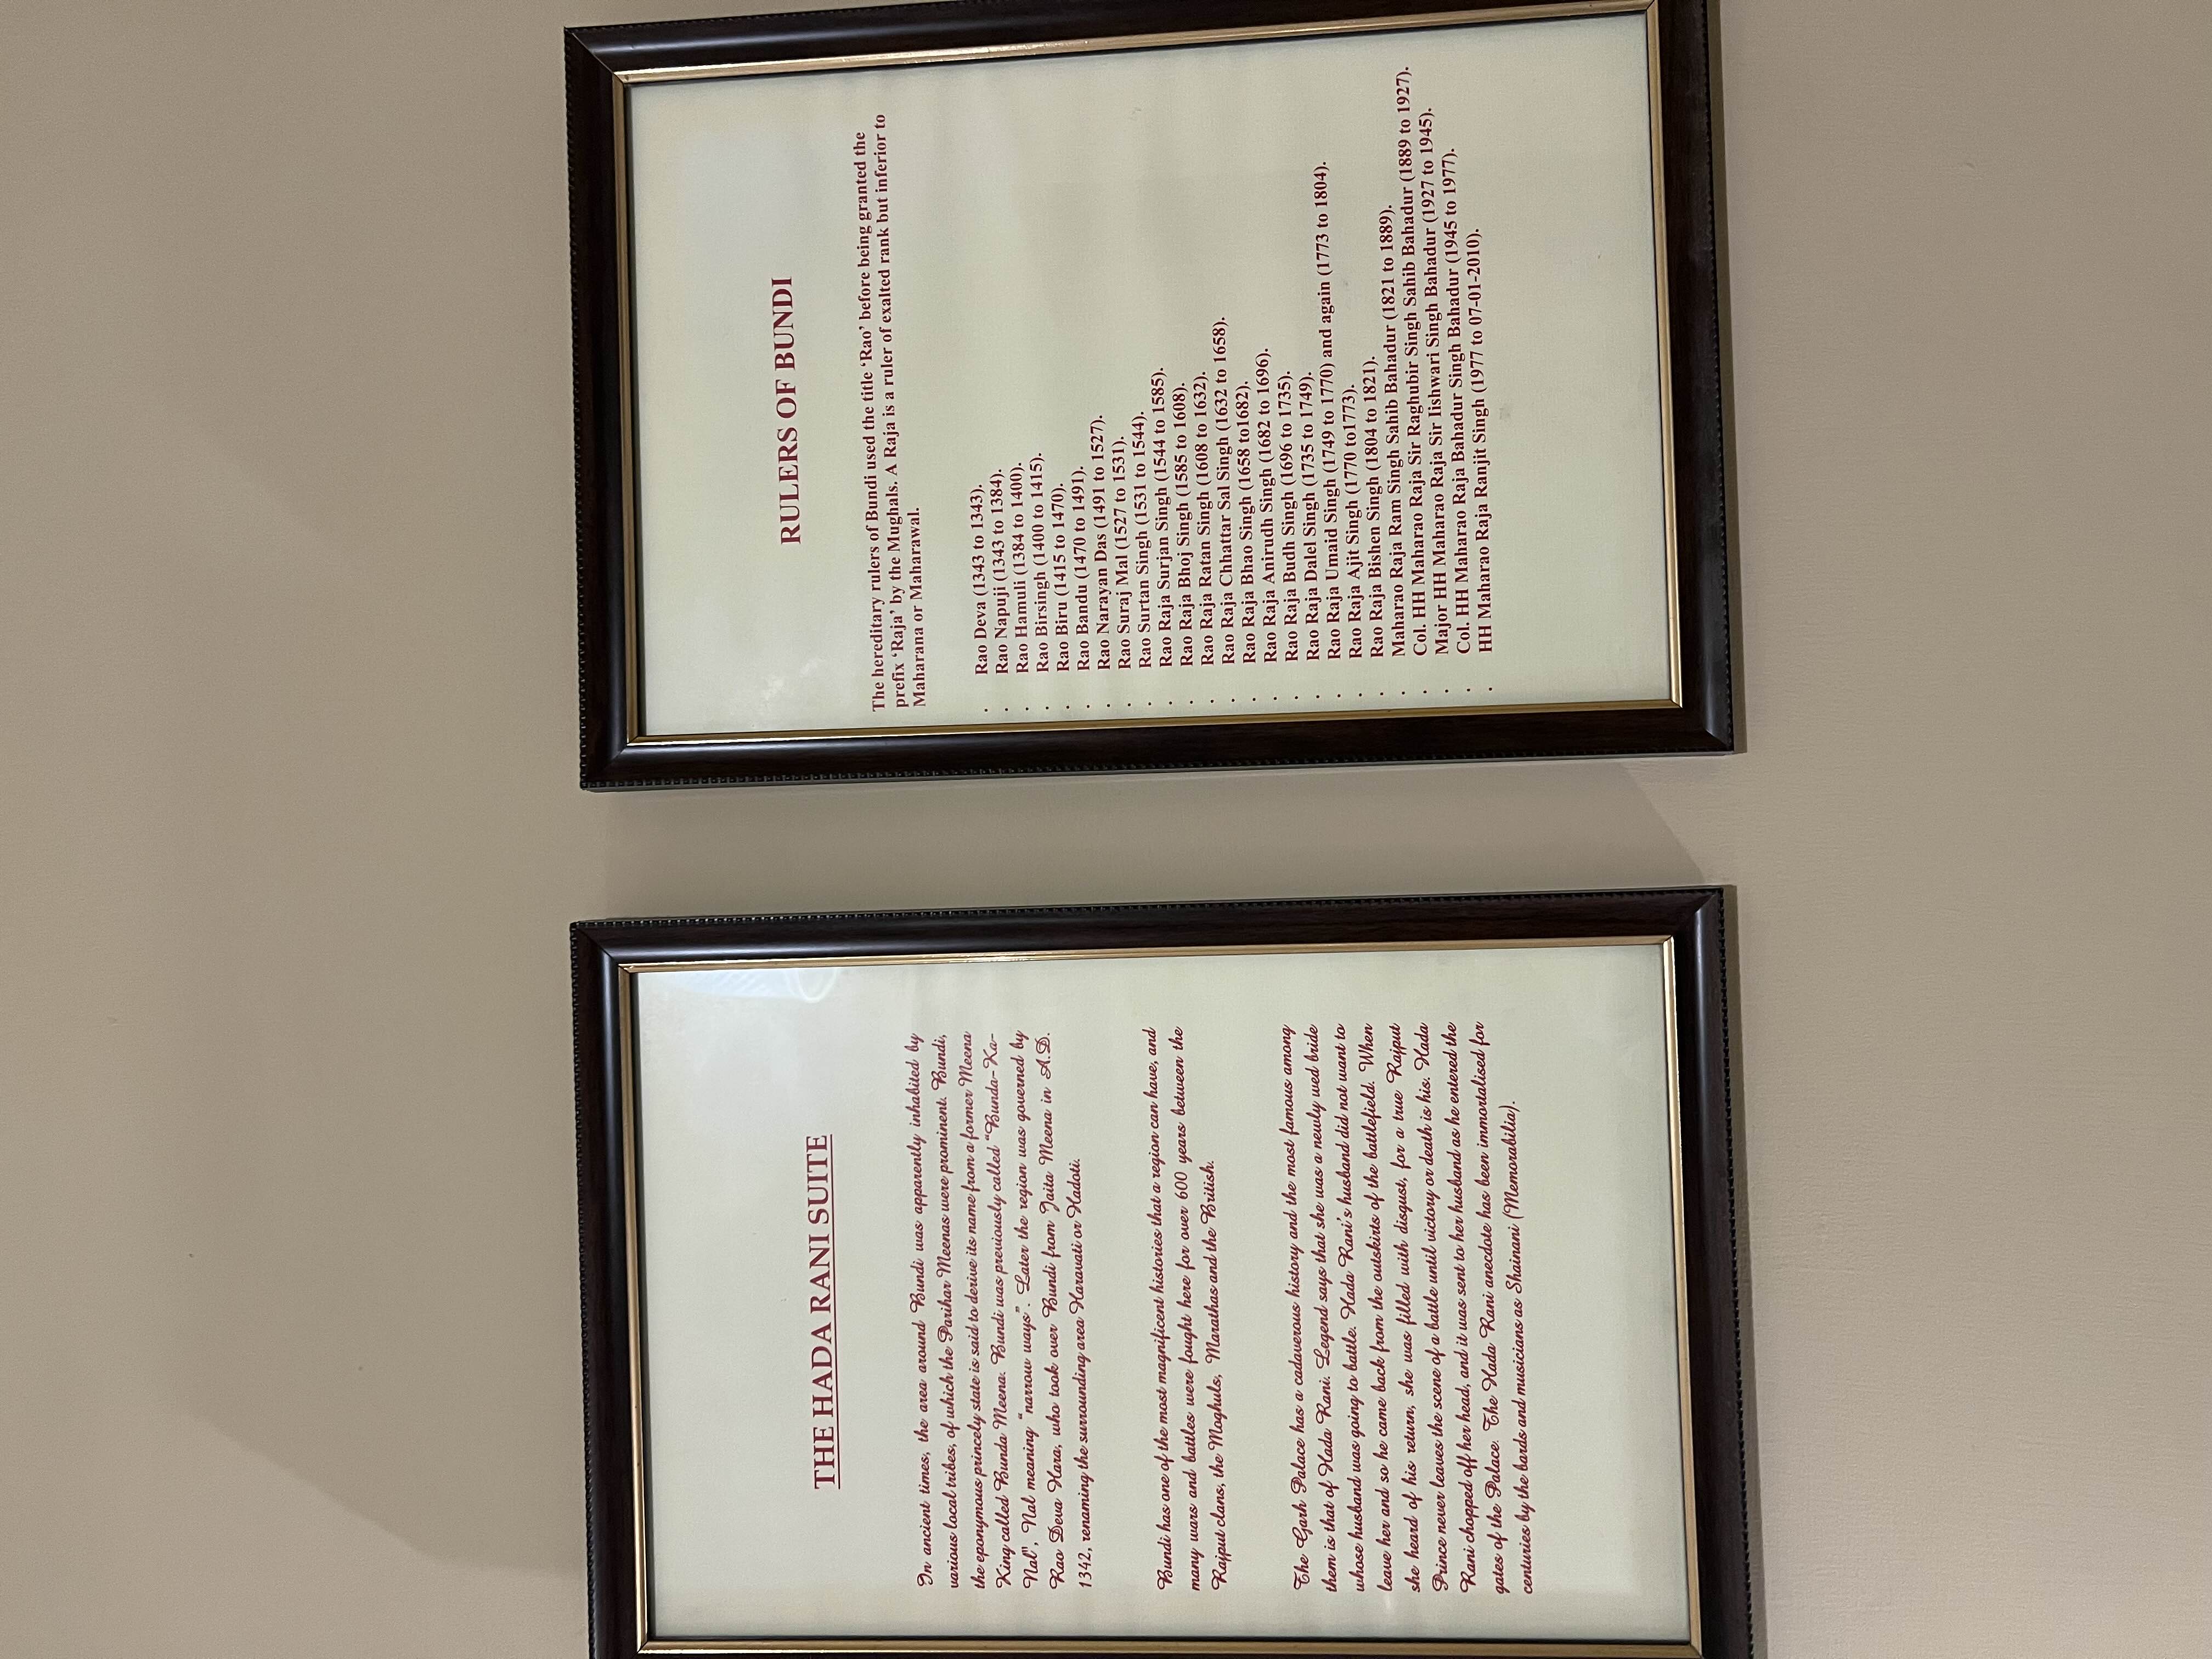 THE HADA RANI SUITE
In ancient times, the area around Bundi was apparently inhabited by
various local tribes, of which the Parihar Meenas were prominent. Bundi,
the eponymous princely state is said to derive its name from a former Meena
King called Bunda Meena. Bundi was previously called "Bunda-Ka-
Nal", Nal meaning "narrow ways". Later the region was governed by
Rao Deva Hara, who took over Bundi from Jaita Meena in A.D.
1342, renaming the surrounding area Haravati or Hadoti.
Bundi has one of the most magnificent histories that a region can have, and
many wars and battles were fought here for over 600 years between the
Rajput clans, the Moghuls, Marathas and the British.
The Garh Palace has a cadaverous history and the most famous among
them is that of Hada Rani. Legend says that she was a newly wed bride
whose husband was going to battle. Hada Rani's husband did not want to
leave her and so he came back from the outskirts of the battlefield. When
she heard of his return, she was filled with disgust, for a true Rajput
Prince never leaves the scene of a battle until victory or death is his. Hada
Rani chopped off her head, and it was sent to her husband as he entered the
gates of the Palace. The Hada Rani anecdote has been immortalised for
centuries by the bards and musicians as Shainani (Memorabilia).
RULERS OF BUNDI
The hereditary rulers of Bundi used the title 'Rao' before being granted the
prefix 'Raja' by the Mughals. A Raja is a ruler of exalted rank but inferior to
Maharana or Maharawal.
. Rao Deva (1343 to 1343).
. Rao Napuji (1343 to 1384).
. Rao Hamuli (1384 to 1400).
. Rao Birsingh (1400 to 1415).
. Rao Biru (1415 to 1470).
. Rao Bandu (1470 to 1491).
. Rao Narayan Das (1491 to 1527).
. Rao Suraj Mal (1527 to 1531).
. Rao Surtan Singh (1531 to 1544).
. Rao Raja Surjan Singh (1544 to 1585).
. Rao Raja Bhoj Singh (1585 to 1608).
. Rao Raja Ratan Singh (1608 to 1632).
. Rao Raja Chhattar Sal Singh (1632 to 1658).
. Rao Raja Bhao Singh (1658 to1682).
. Rao Raja Anirudh Singh (1682 to 1696).
. Rao Raja Budh Singh (1696 to 1735).
. Rao Raja Dalel Singh (1735 to 1749).
. Rao Raja Umaid Singh (1749 to 1770) and again (1773 to 1804).
. Rao Raja Ajit Singh (1770 to1773).
. Rao Raja Bishen Singh (1804 to 1821).
. Maharao Raja Ram Singh Sahib Bahadur (1821 to 1889).
. Col. HH Maharao Raja Sir Raghubir Singh Sahib Bahadur (1889 to 1927).
. Major HH Maharao Raja Sir Iishwari Singh Bahadur (1927 to 1945).
. Col. HH Maharao Raja Bahadur Singh Bahadur (1945 to 1977).
. HH Maharao Raja Ranjit Singh (1977 to 07-01-2010).